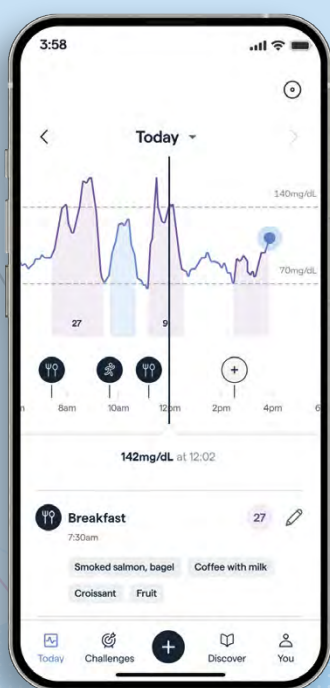 3:58
Today
140mg/dL
70mg/dL
27
9
8am 10am 12pm 2pm 4pm 6
142mg/dL at 12:02
Breakfast 27
7:30am
Smoked salmon, bagel Coffee with milk
Croissant Fruit
Today Challenges Discover You